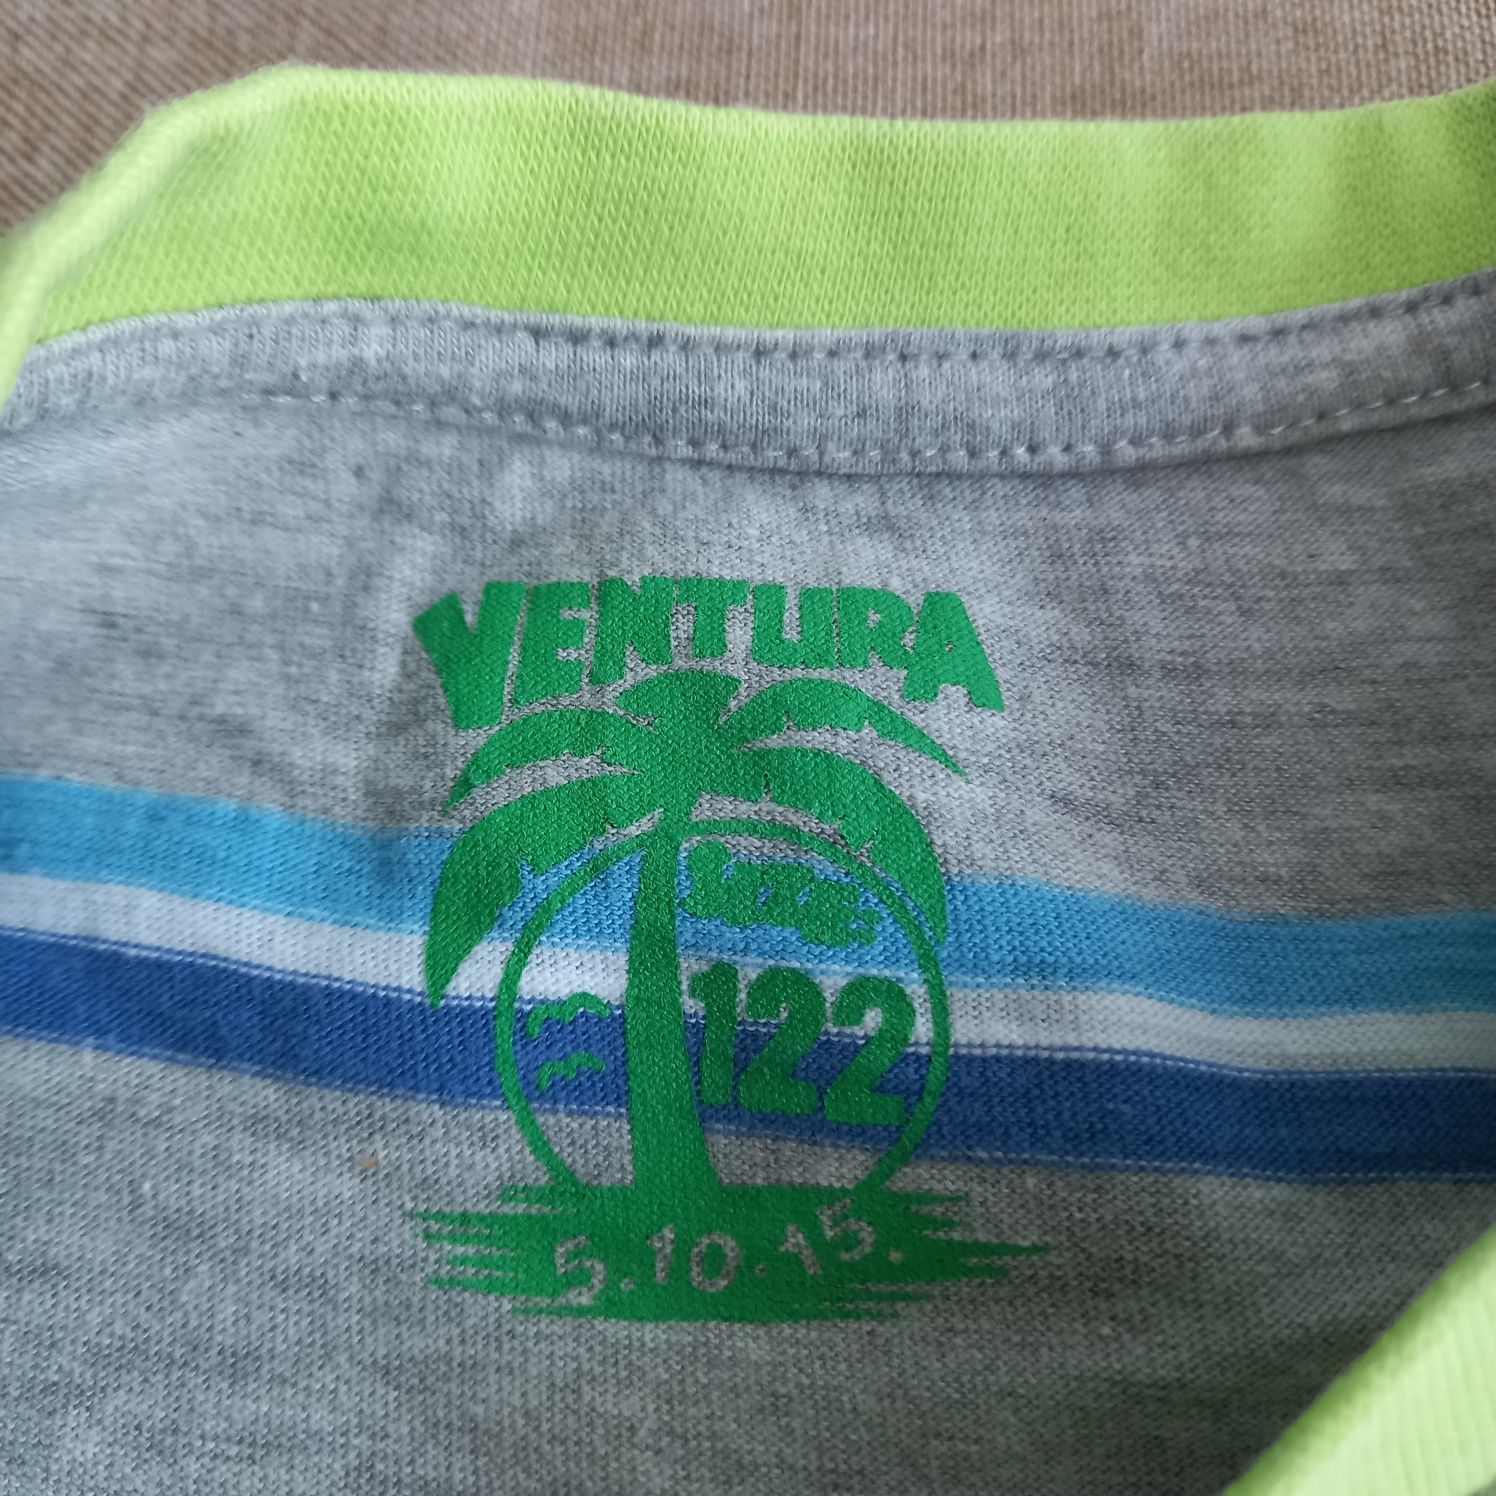 VENTURA
SIZE:
122
5.10.15.